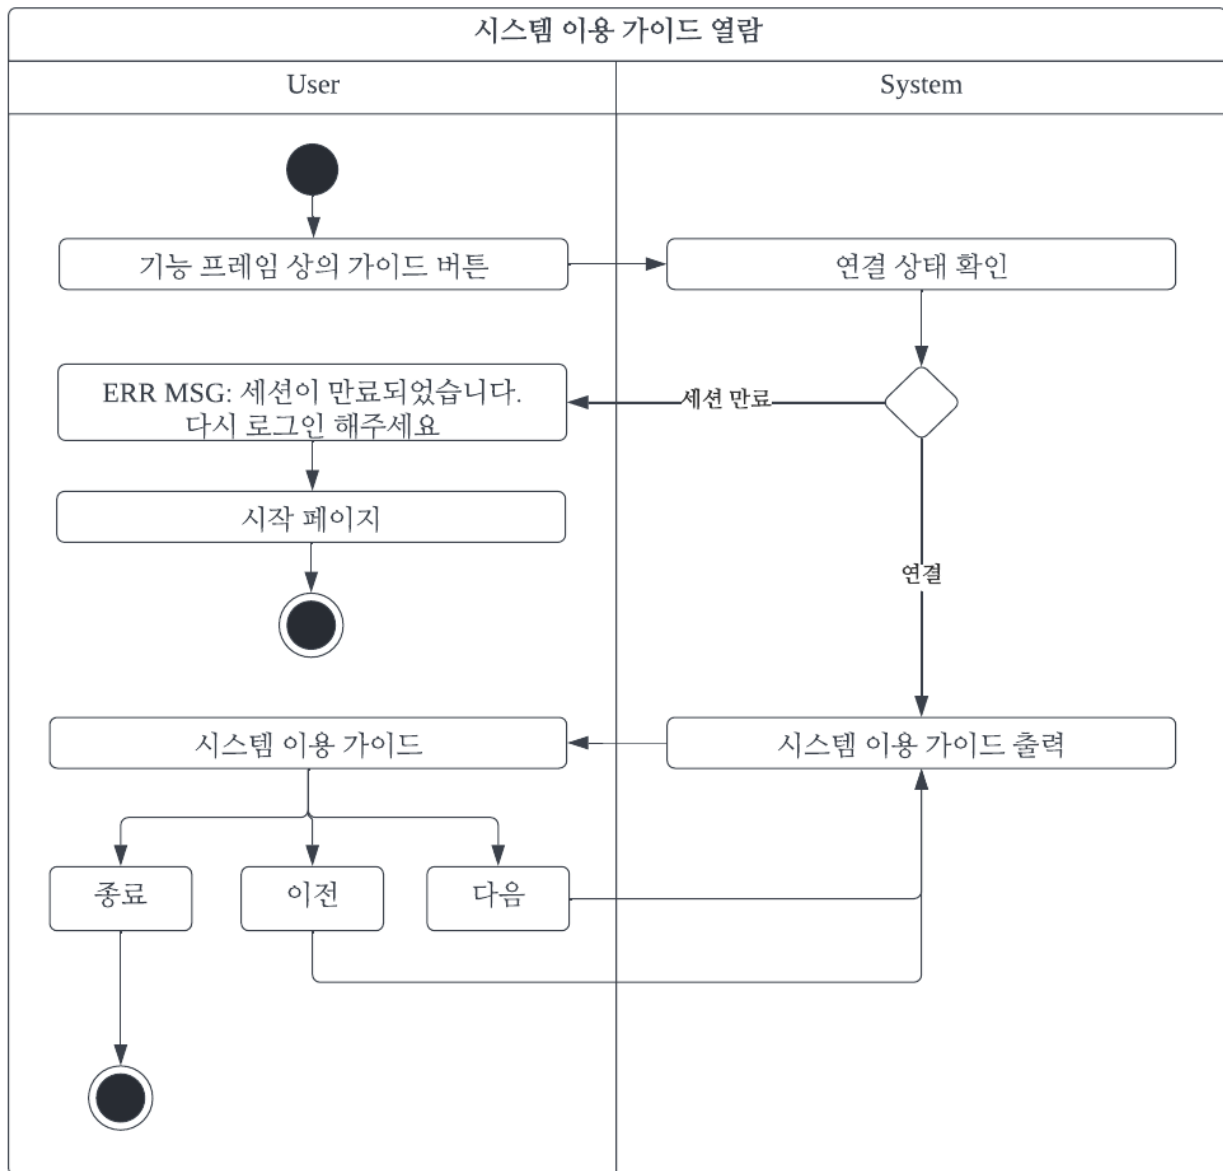 시스템 이용 가이드 열람
User
System
기능 프레임 상의 가이드 버튼
연결 상태 확인
ERR MSG: 세션이 만료되었습니다.
다시 로그인 해주세요
세션 만료
시작 페이지
연결
시스템 이용 가이드
시스템 이용 가이드 출력
종료
이전
다음